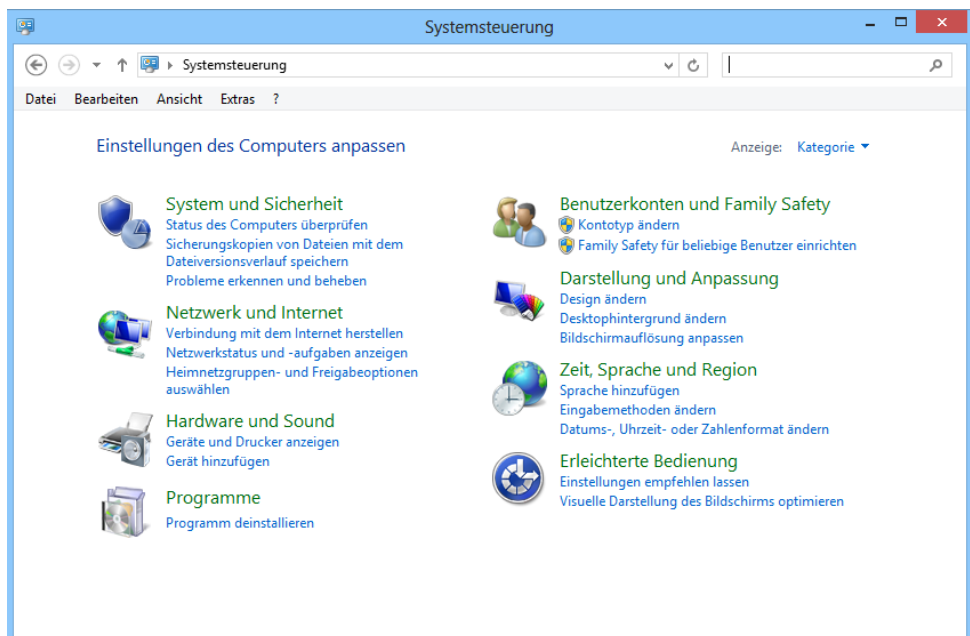 Systemsteuerung
Systemsteuerung
Datei Bearbeiten Ansicht Extras ?
Einstellungen des Computers anpassen
Anzeige: Kategorie
System und Sicherheit
Status des Computers überprüfen
Sicherungskopien von Dateien mit dem
Dateiversionsverlauf speichern
Probleme erkennen und beheben
Netzwerk und Internet
Verbindung mit dem Internet herstellen
Netzwerkstatus und -aufgaben anzeigen
Heimnetzgruppen- und Freigabeoptionen
auswählen
Hardware und Sound
Geräte und Drucker anzeigen
Gerät hinzufügen
Programme
Programm deinstallieren
Benutzerkonten und Family Safety
Kontotyp ändern
Family Safety für beliebige Benutzer einrichten
Darstellung und Anpassung
Design ändern
Desktophintergrund ändern
Bildschirmauflösung anpassen
Zeit, Sprache und Region
Sprache hinzufügen
Eingabemethoden ändern
Datums-, Uhrzeit- oder Zahlenformat ändern
Erleichterte Bedienung
Einstellungen empfehlen lassen
Visuelle Darstellung des Bildschirms optimieren